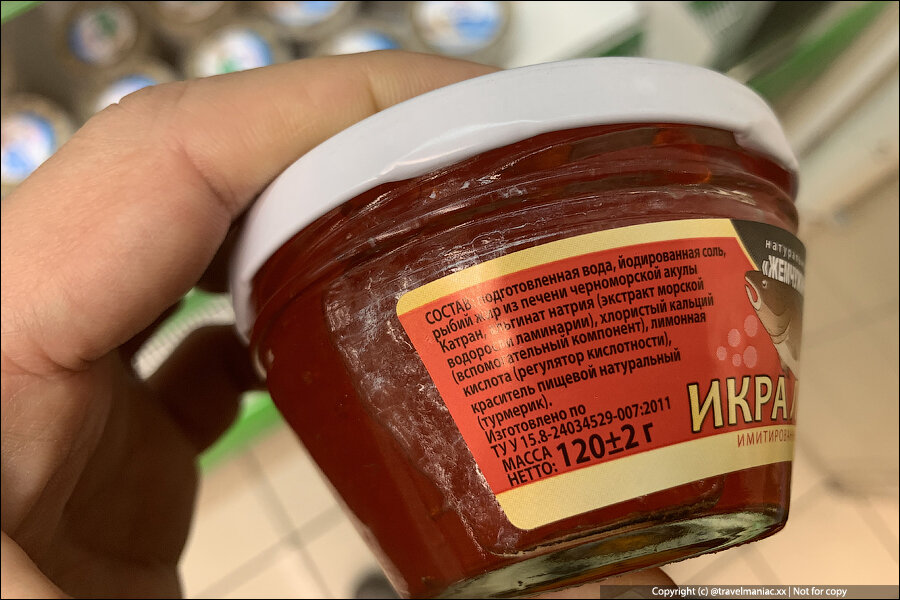 СОСТАВ: подготовленная вода, йодированная соль,
рыбий жир из печени черноморской акулы
Катран, альгинат натрия (экстракт морской
водоросли ламинарии), хлористый кальций
(вспомогательный компонент), лимонная
кислота (регулятор кислотности),
краситель пищевой натуральный
(турмерик).
Изготовлено по
ТУ У 15.8-24034529-007:2011
МАССА
НЕТТО: 120±2 г
ИКРА
Copyright (c) @travelmaniac.xx | Not for copy